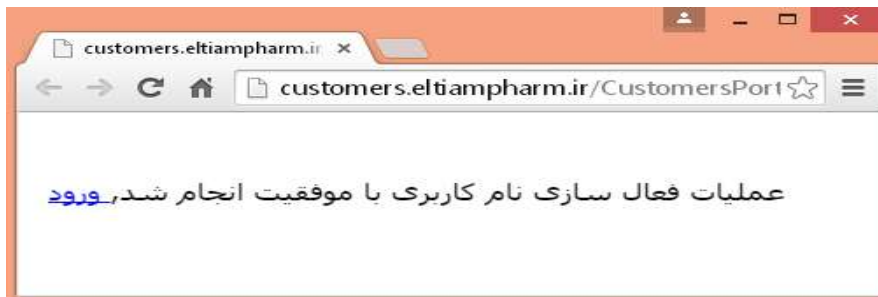 customers.eltiampharm.ir
customers.eltiampharm.ir/CustomersPort
عملیات فعال سازی نام کاربری با موفقیت انجام شد, ورود